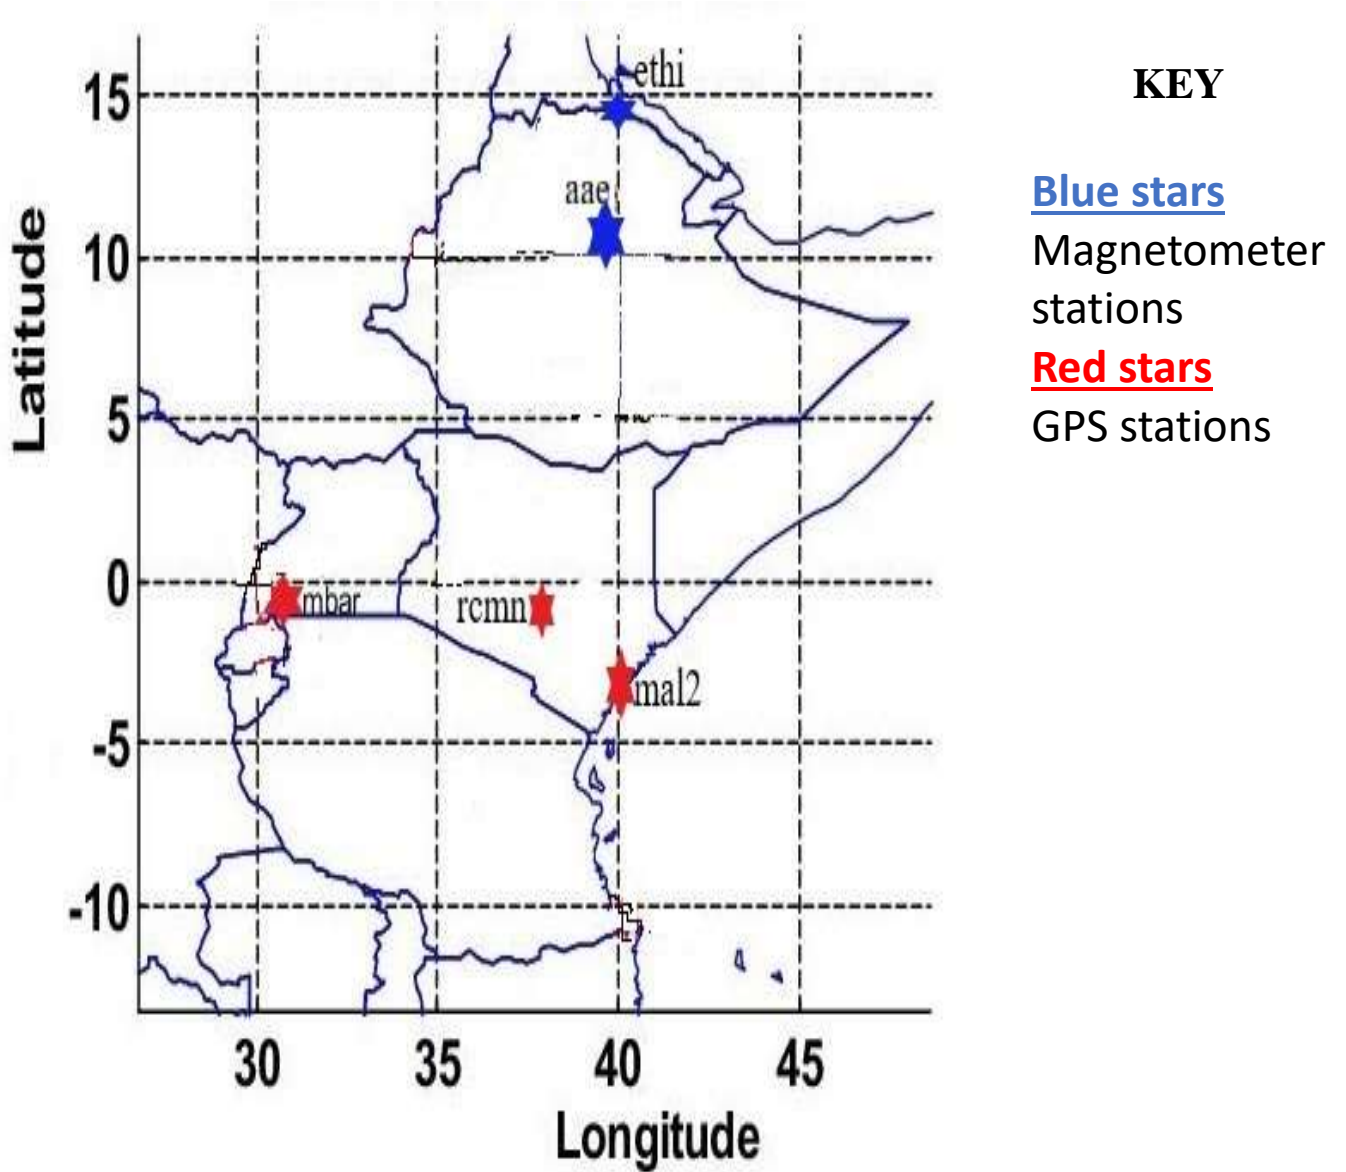 KEY
Blue stars
Magnetometer
stations
Red stars
GPS stations
ethi
aae
mbar
rcmn
mal2
Latitude
15
10
5
0
-5
-10
30
35
40
45
Longitude